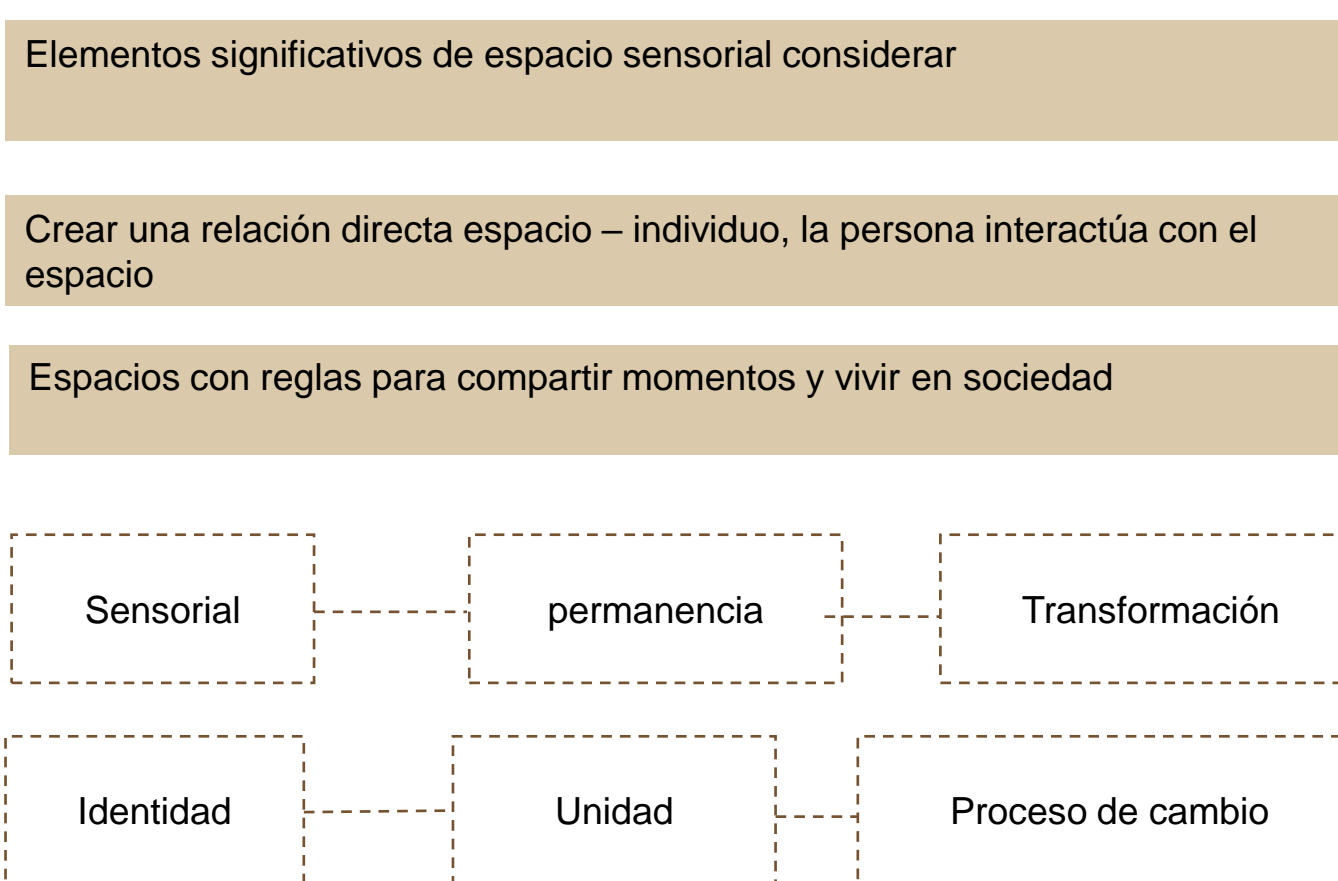 Elementos significativos de espacio sensorial considerar
Crear una relación directa espacio – individuo, la persona interactúa con el
espacio
Espacios con reglas para compartir momentos y vivir en sociedad
Sensorial
permanencia
Transformación
Identidad
Unidad
Proceso de cambio